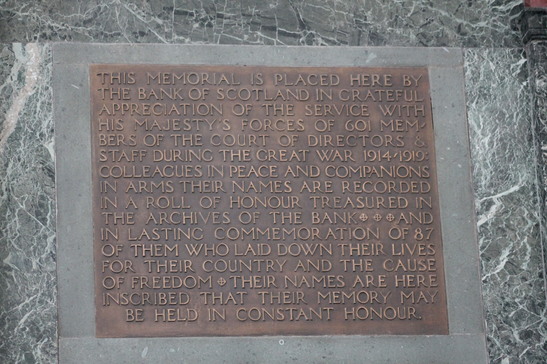 THIS MEMORIAL IS PLACED HERE BY
THE BANK OF SCOTLAND IN GRATEFUL
APPRECIATION OF THE SERVICE WITH
HIS MAJESTY'S FORCES OF 601 MEM/
BERS OF THE COURT OF DIRECTORS &
STAFF DURING THE GREAT WAR 1914-1919:
COLLEAGUES IN PEACE AND COMPANIONS
IN ARMS THEIR NAMES ARE RECORDED
IN A ROLL OF HONOUR TREASURED IN
THE ARCHIVES OF THE BANK AND
IN LASTING COMMEMORATION OF 87
OF THEM WHO LAID DOWN THEIR LIVES
FOR THEIR COUNTRY AND THE CAUSE
OF FREEDOM THEIR NAMES ARE HERE
INSCRIBED THAT THEIR MEMORY MAY
BE HELD IN CONSTANT HONOUR.